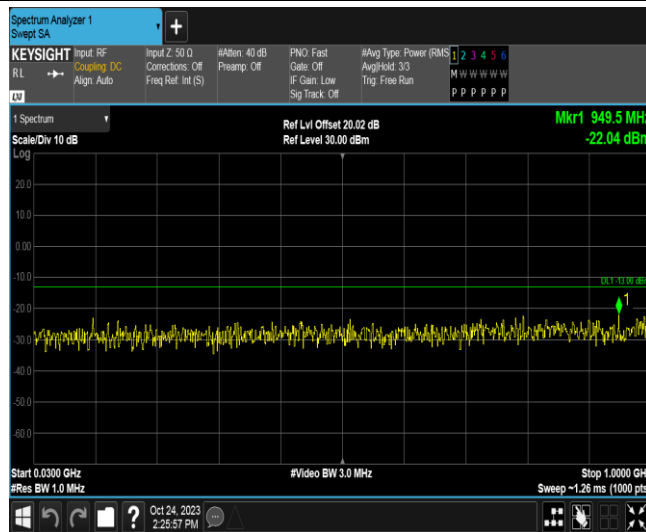 Spectrum Analyzer 1
Swept SA
+
KEYSIGHT
RL
LXI
Input: RF
Coupling: DC
Align: Auto
Input Z: 50 Ω
Corrections: Off
Freq Ref: Int (S)
#Atten: 40 dB
Preamp: Off
PNO: Fast
Gate: Off
IF Gain: Low
Sig Track: Off
#Avg Type: Power (RMS
Avg|Hold: 3/3
Trig: Free Run
1 2 3 4 5 6
M W W W W W
P P P P P P
1 Spectrum
Scale/Div 10 dB
Ref Lvl Offset 20.02 dB
Ref Level 30.00 dBm
Mkr1 949.5 MHz
-22.04 dBm
Log
20.0
10.0
0.00
-10.0
DL1 -13.00 dBm
1
-20.0
-30.0
-40.0
-50.0
-60.0
Start 0.0300 GHz
#Video BW 3.0 MHz
Stop 1.0000 GH
#Res BW 1.0 MHz
Sweep ~1.26 ms (1000 pts
?
Oct 24, 2023
2:25:57 PM